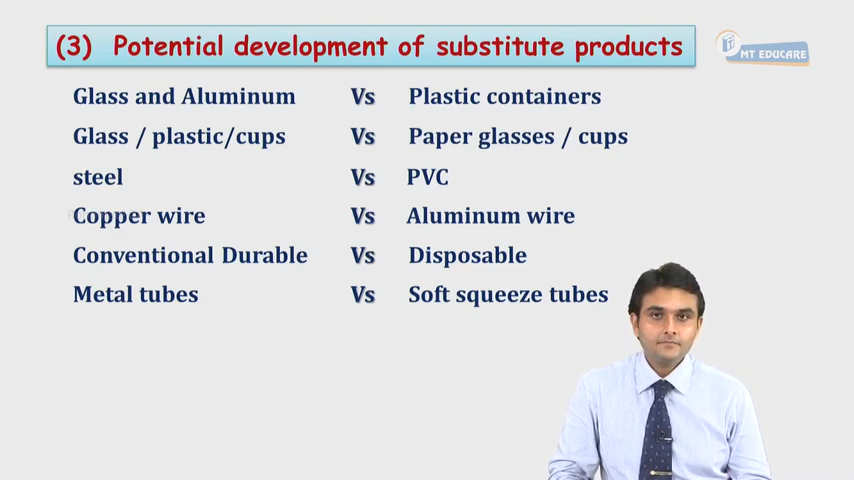 (3) Potential development of substitute products
MT EDUCARE
Glass and Aluminum Vs Plastic containers
Glass / plastic/cups Vs Paper glasses / cups
steel Vs PVC
Copper wire Vs Aluminum wire
Conventional Durable Vs Disposable
Metal tubes Vs Soft squeeze tubes